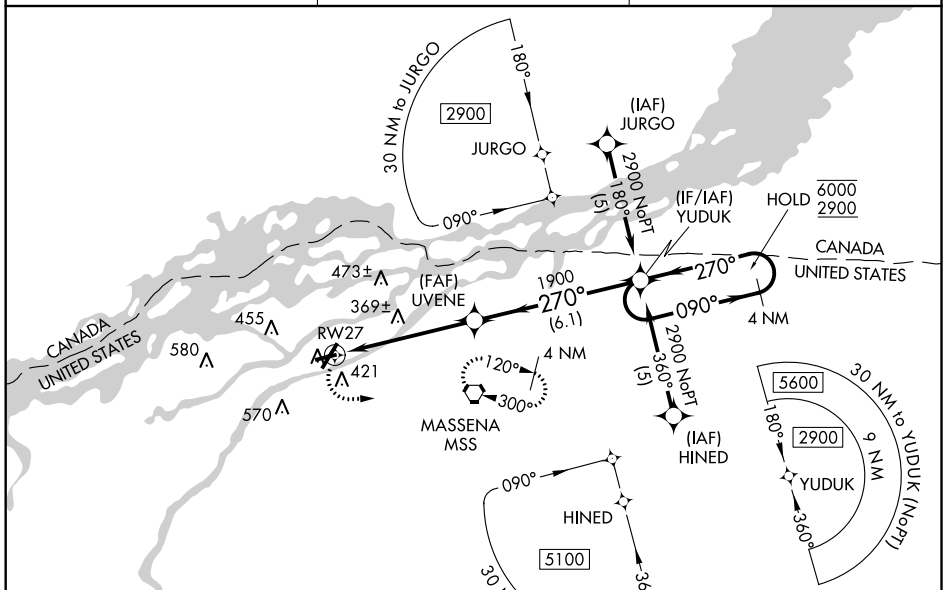 30 NM to JURGO
180°
2900
JURGO
090°
(IAF)
JURGO
2900 NoPT
180°
(5)
(IF/IAF)
YUDUK
HOLD
6000
2900
CANADA
UNITED STATES
270°
090°
4 NM
473±
(FAF)
UVENE
1900
270°
(6.1)
369±
CANADA
UNITED STATES
455
580
RW27
421
570
4 NM
120°
300°
MASSENA
MSS
2900 NoPT
360°
(5)
(IAF)
HINED
5600
30 NM to YUDUK (NoPT)
180°
2900
9 NM
YUDUK
360°
090°
HINED
5100
30
36